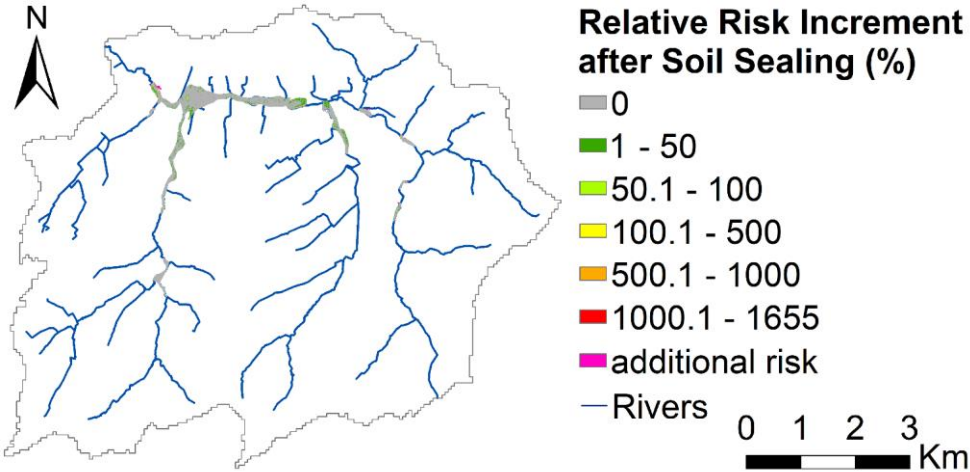 N
Relative Risk Increment
after Soil Sealing (%)
0
1 - 50
50.1 - 100
100.1 - 500
500.1 - 1000
1000.1 - 1655
additional risk
Rivers
0 1 2 3
Km